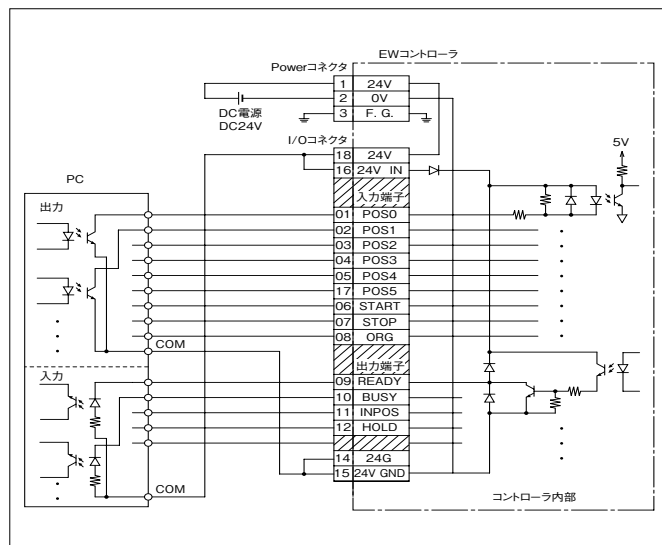 EWコントローラ
Powerコネクタ
1 24V
2 0V
3 F. G.
DC電源
DC24V
I/Oコネクタ
18 24V
16 24V IN
5V
PC
入力端子
出力
01 POS0
02 POS1
03 POS2
04 POS3
05 POS4
17 POS5
06 START
07 STOP
08 ORG
COM
出力端子
入力
09 READY
10 BUSY
11 INPOS
12 HOLD
14 24G
15 24V GND
COM
コントローラ内部